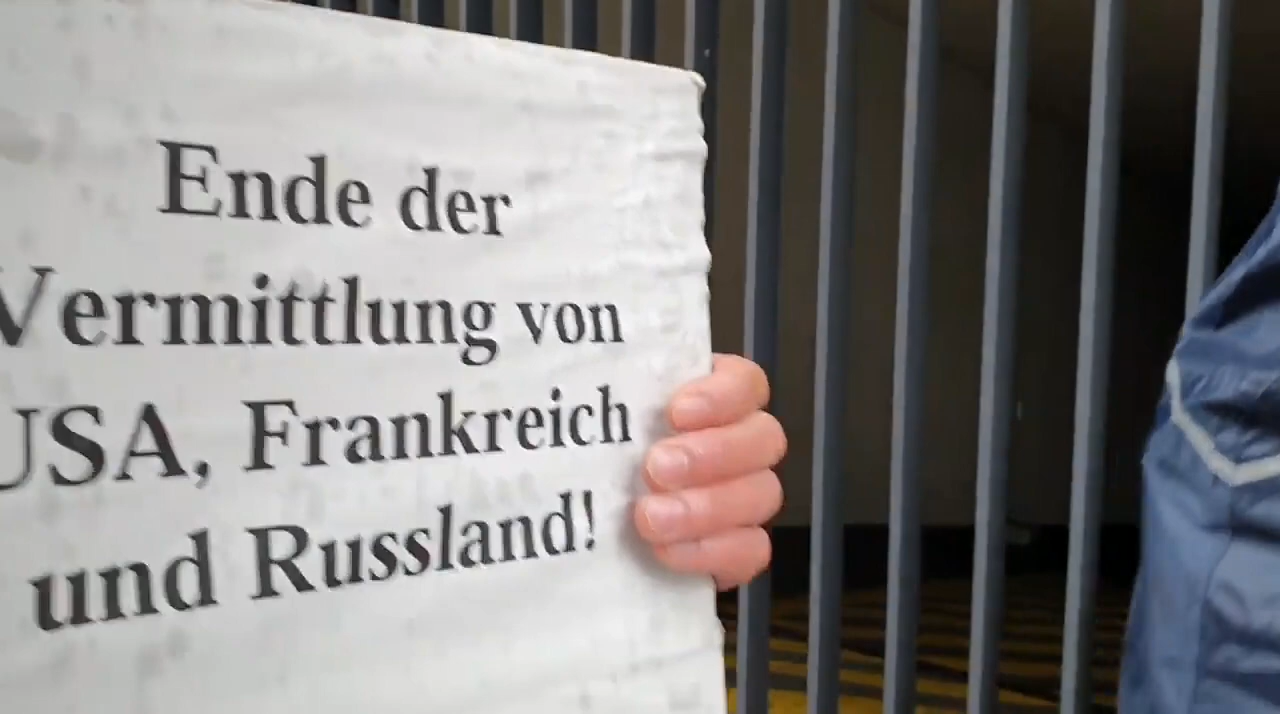 Ende der
Vermittlung von
USA, Frankreich
und Russland!